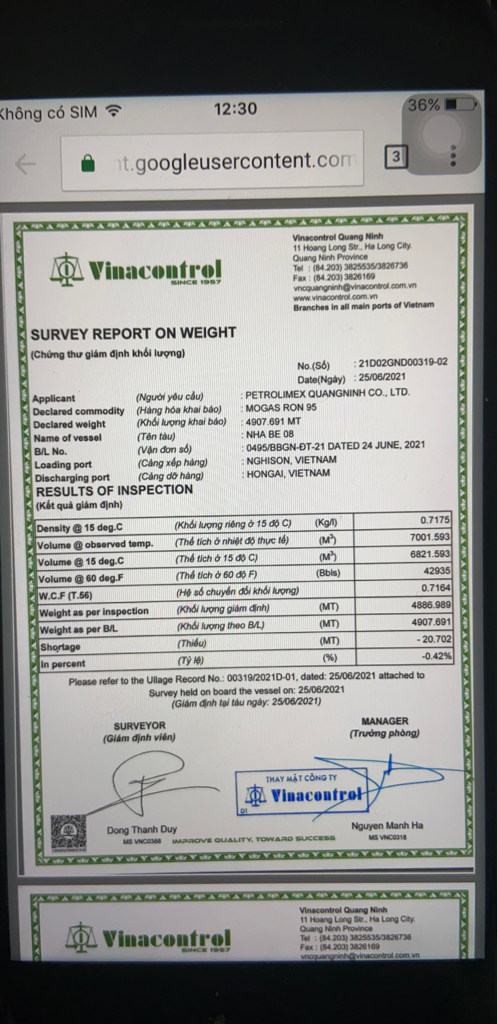 Không có SIM
12:30
36%
nt.googleusercontent.com
3
Vinacontrol
SINCE 1957
Vinacontrol Quang Ninh
11 Hoang Long Str., Ha Long City.
Quang Ninh Province
Tel : (84.203) 3825535/3826736
Fax : (84.203) 3826169
vncquangninh@vinacontrol.com.vn
www.vinacontrol.com.vn
Branches in all main ports of Vietnam
SURVEY REPORT ON WEIGHT
(Chứng thư giám định khối lượng)
No.(Số) : 21D02GND00319-02
Date(Ngày) : 25/06/2021
Applicant (Người yêu cầu) : PETROLIMEX QUANGNINH CO., LTD.
Declared commodity (Hàng hóa khai báo) : MOGAS RON 95
Declared weight (Khối lượng khai báo) : 4907.691 MT
Name of vessel (Tên tàu) : NHA BE 08
B/L No. (Vận đơn số) : 0495/BBGN-ĐT-21 DATED 24 JUNE, 2021
Loading port (Cảng xếp hàng) : NGHISON, VIETNAM
Discharging port (Cảng dỡ hàng) : HONGAI, VIETNAM
RESULTS OF INSPECTION
(Kết quả giám định)
Density @ 15 deg.C (Khối lượng riêng ở 15 độ C) (Kg/l) 0.7175
Volume @ observed temp. (Thể tích ở nhiệt độ thực tế) (M³) 7001.593
Volume @ 15 deg.C (Thể tích ở 15 độ C) (M³) 6821.593
Volume @ 60 deg.F (Thể tích ở 60 độ F) (Bbls) 42935
W.C.F (T.56) (Hệ số chuyển đổi khối lượng) 0.7164
Weight as per inspection (Khối lượng giám định) (MT) 4886.989
Weight as per B/L (Khối lượng theo B/L) (MT) 4907.691
Shortage (Thiếu) (MT) - 20.702
In percent (Tỷ lệ) (%) -0.42%
Please refer to the Ullage Record No.: 00319/2021D-01, dated: 25/06/2021 attached to
Survey held on board the vessel on: 25/06/2021
(Giám định tại tàu ngày: 25/06/2021)
SURVEYOR
(Giám định viên)
MANAGER
(Trưởng phòng)
THAY MẶT CÔNG TY
Vinacontrol
D1
Dong Thanh Duy
MS VNC0388
IMPROVE QUALITY, TOWARD SUCCESS
Nguyen Manh Ha
MS VNC0318
Vinacontrol
SINCE 1957
Vinacontrol Quang Ninh
11 Hoang Long Str., Ha Long City.
Quang Ninh Province
Tel : (84.203) 3825535/3826736
Fax : (84.203) 3826169
vncquangninh@vinacontrol.com.vn